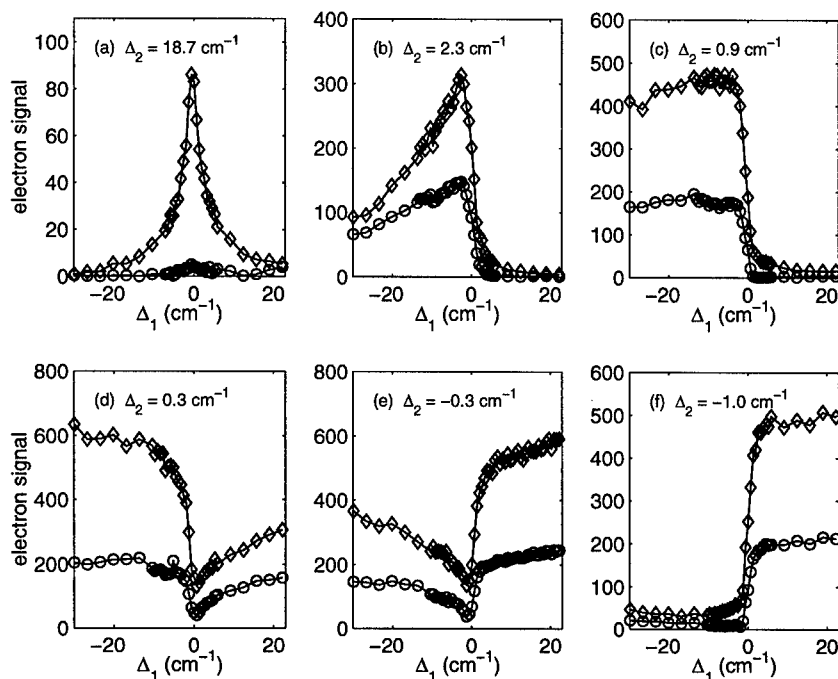 (a) Δ₂ = 18.7 cm⁻¹
(b) Δ₂ = 2.3 cm⁻¹
(c) Δ₂ = 0.9 cm⁻¹
electron signal
100
80
60
40
20
0
400
300
200
100
0
600
500
400
300
200
100
0
−20 0 20
−20 0 20
−20 0 20
Δ₁ (cm⁻¹)
Δ₁ (cm⁻¹)
Δ₁ (cm⁻¹)
(d) Δ₂ = 0.3 cm⁻¹
(e) Δ₂ = −0.3 cm⁻¹
(f) Δ₂ = −1.0 cm⁻¹
electron signal
800
600
400
200
0
800
600
400
200
0
600
500
400
300
200
100
0
−20 0 20
−20 0 20
−20 0 20
Δ₁ (cm⁻¹)
Δ₁ (cm⁻¹)
Δ₁ (cm⁻¹)